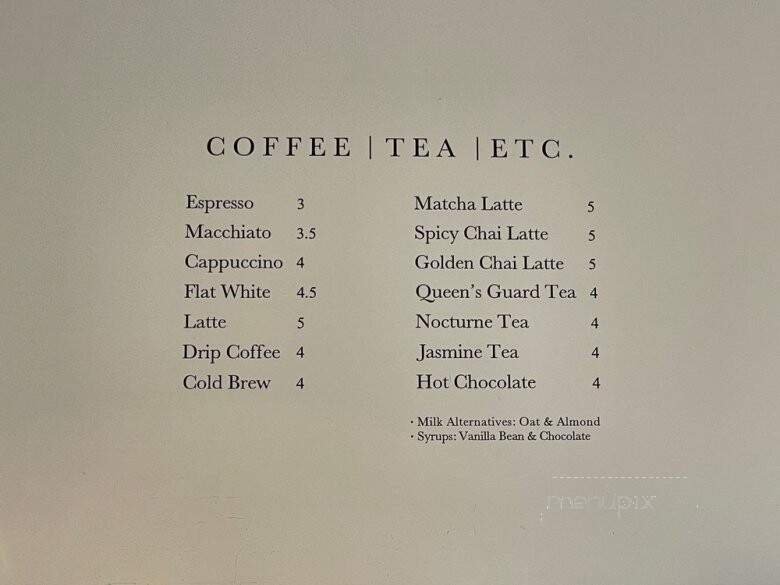 COFFEE | TEA | ETC.
Espresso 3
Macchiato 3.5
Cappuccino 4
Flat White 4.5
Latte 5
Drip Coffee 4
Cold Brew 4
Matcha Latte 5
Spicy Chai Latte 5
Golden Chai Latte 5
Queen's Guard Tea 4
Nocturne Tea 4
Jasmine Tea 4
Hot Chocolate 4
· Milk Alternatives: Oat & Almond
· Syrups: Vanilla Bean & Chocolate
menupix